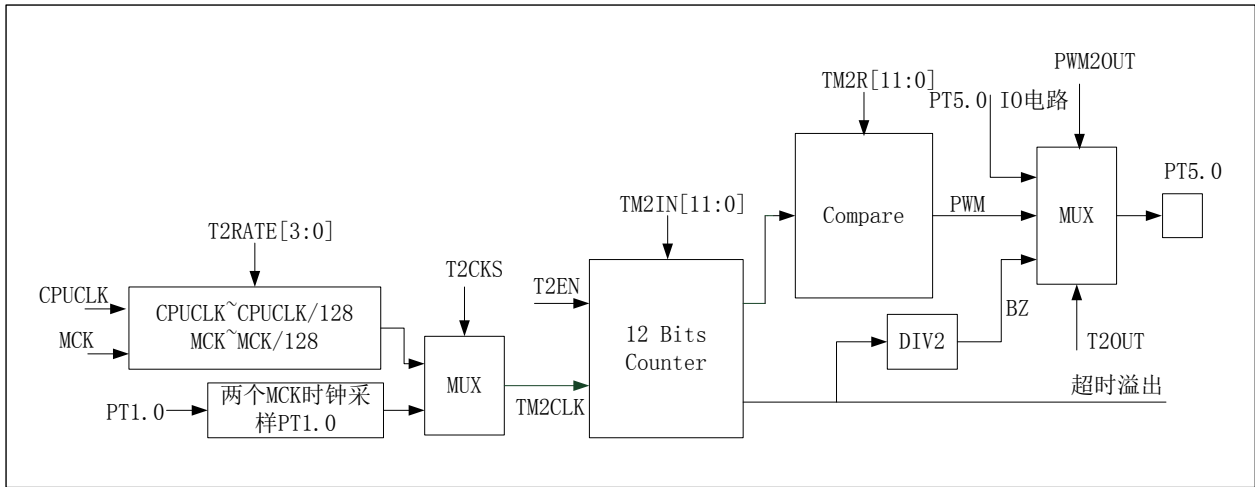 PWM2OUT
TM2R[11:0]
PT5.0 IO电路
PT5.0
TM2IN[11:0]
Compare
PWM
MUX
T2RATE[3:0]
T2CKS
T2EN
CPUCLK
CPUCLK~CPUCLK/128
MCK~MCK/128
MCK
12 Bits
Counter
BZ
DIV2
T2OUT
MUX
超时溢出
PT1.0
两个MCK时钟采
样PT1.0
TM2CLK